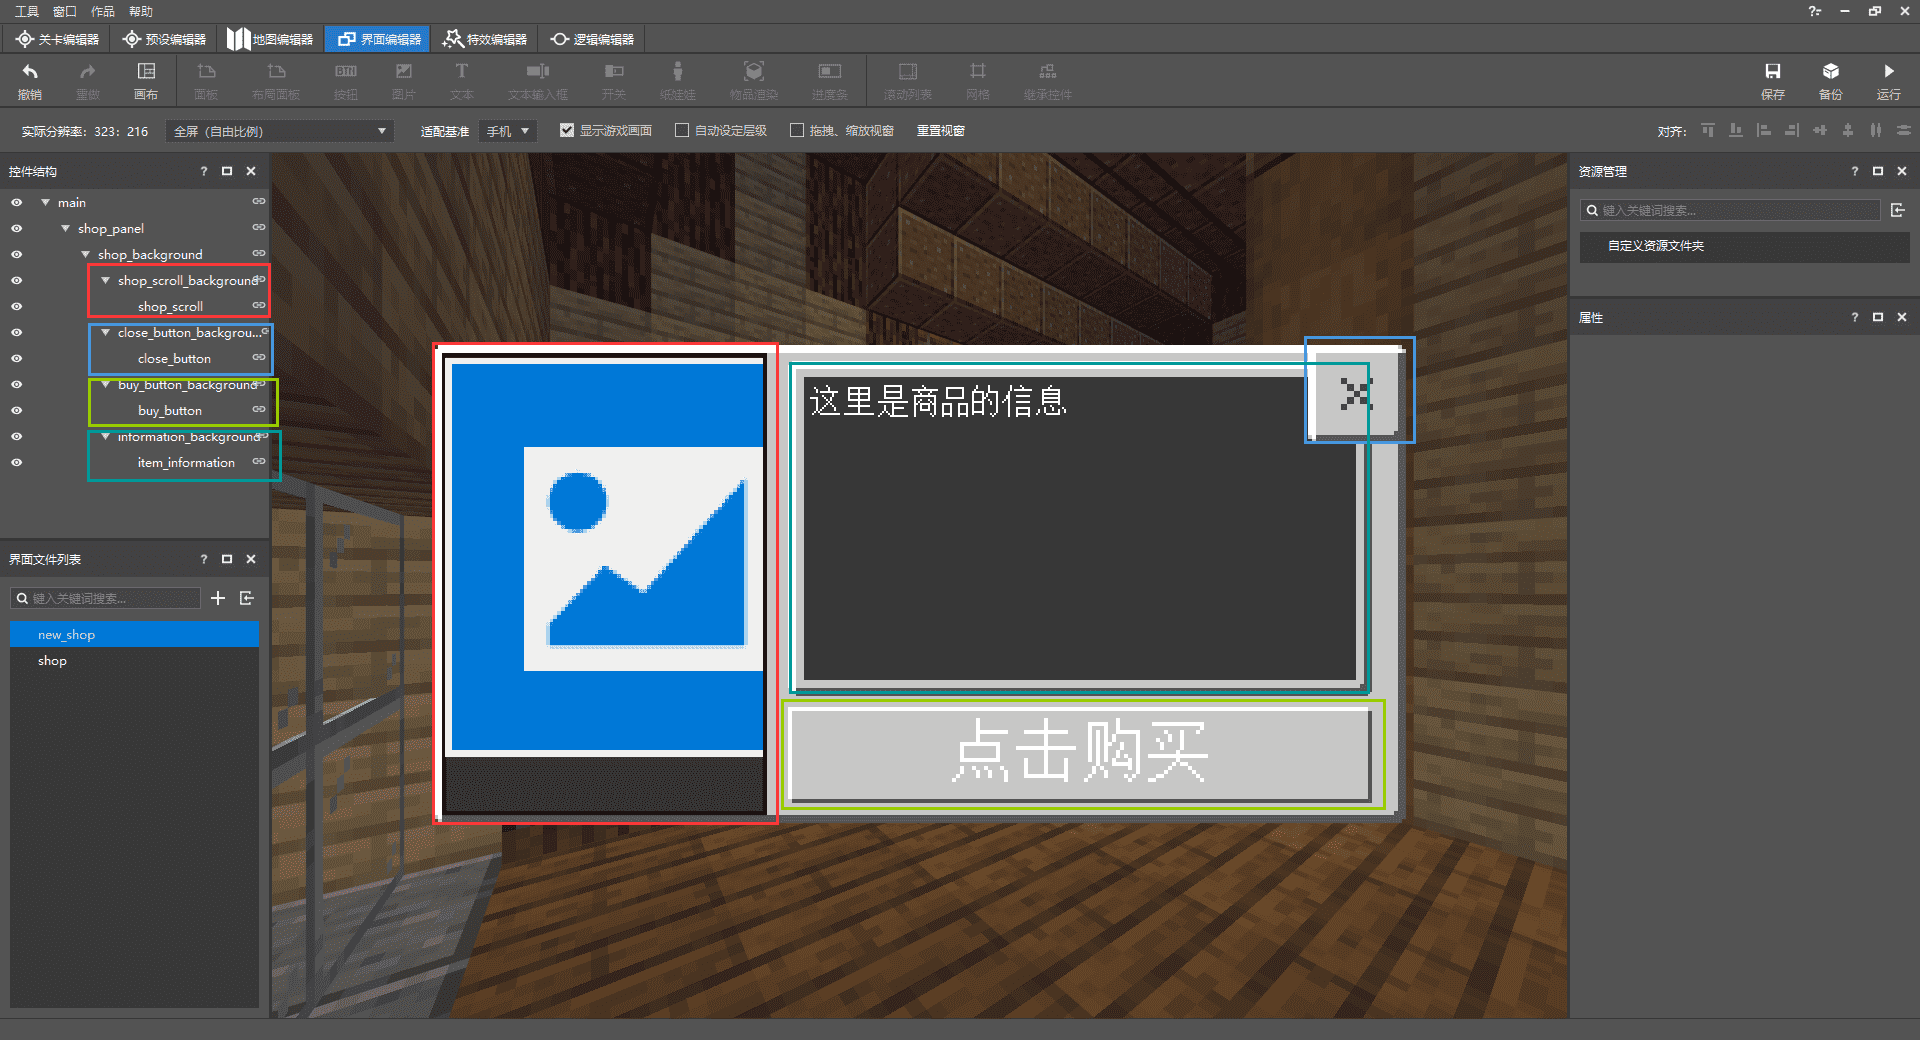 工具 窗口 作品 帮助
关卡编辑器 预设编辑器 地图编辑器 界面编辑器 特效编辑器 逻辑编辑器
撤销 重做 画布 面板 布局面板 按钮 图片 文本 文本输入框 开关 纸娃娃 物品渲染 进度条 滚动列表 网格 继承控件 保存 备份 运行
实际分辨率：323：216 全屏（自由比例） 适配基准 手机 显示游戏画面 自动设定层级 拖拽、缩放视窗 重置视窗 对齐：
控件结构
main
shop_panel
shop_background
shop_scroll_background
shop_scroll
close_button_backgrou...
close_button
buy_button_background
buy_button
information_background
item_information
界面文件列表
键入关键词搜索...
new_shop
shop
这里是商品的信息
点击购买
资源管理
键入关键词搜索...
自定义资源文件夹
属性